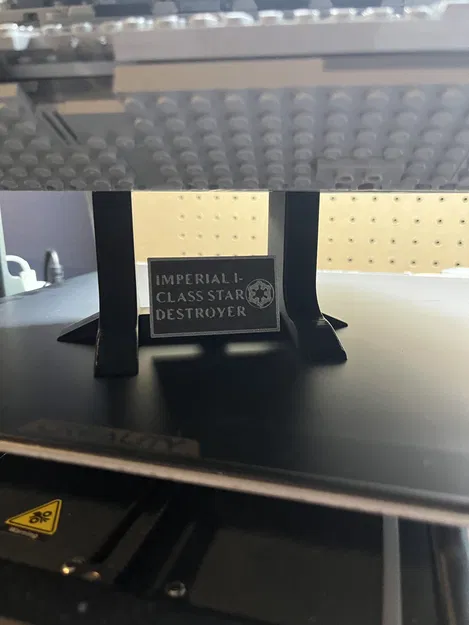 IMPERIAL I-
CLASS STAR
DESTROYER